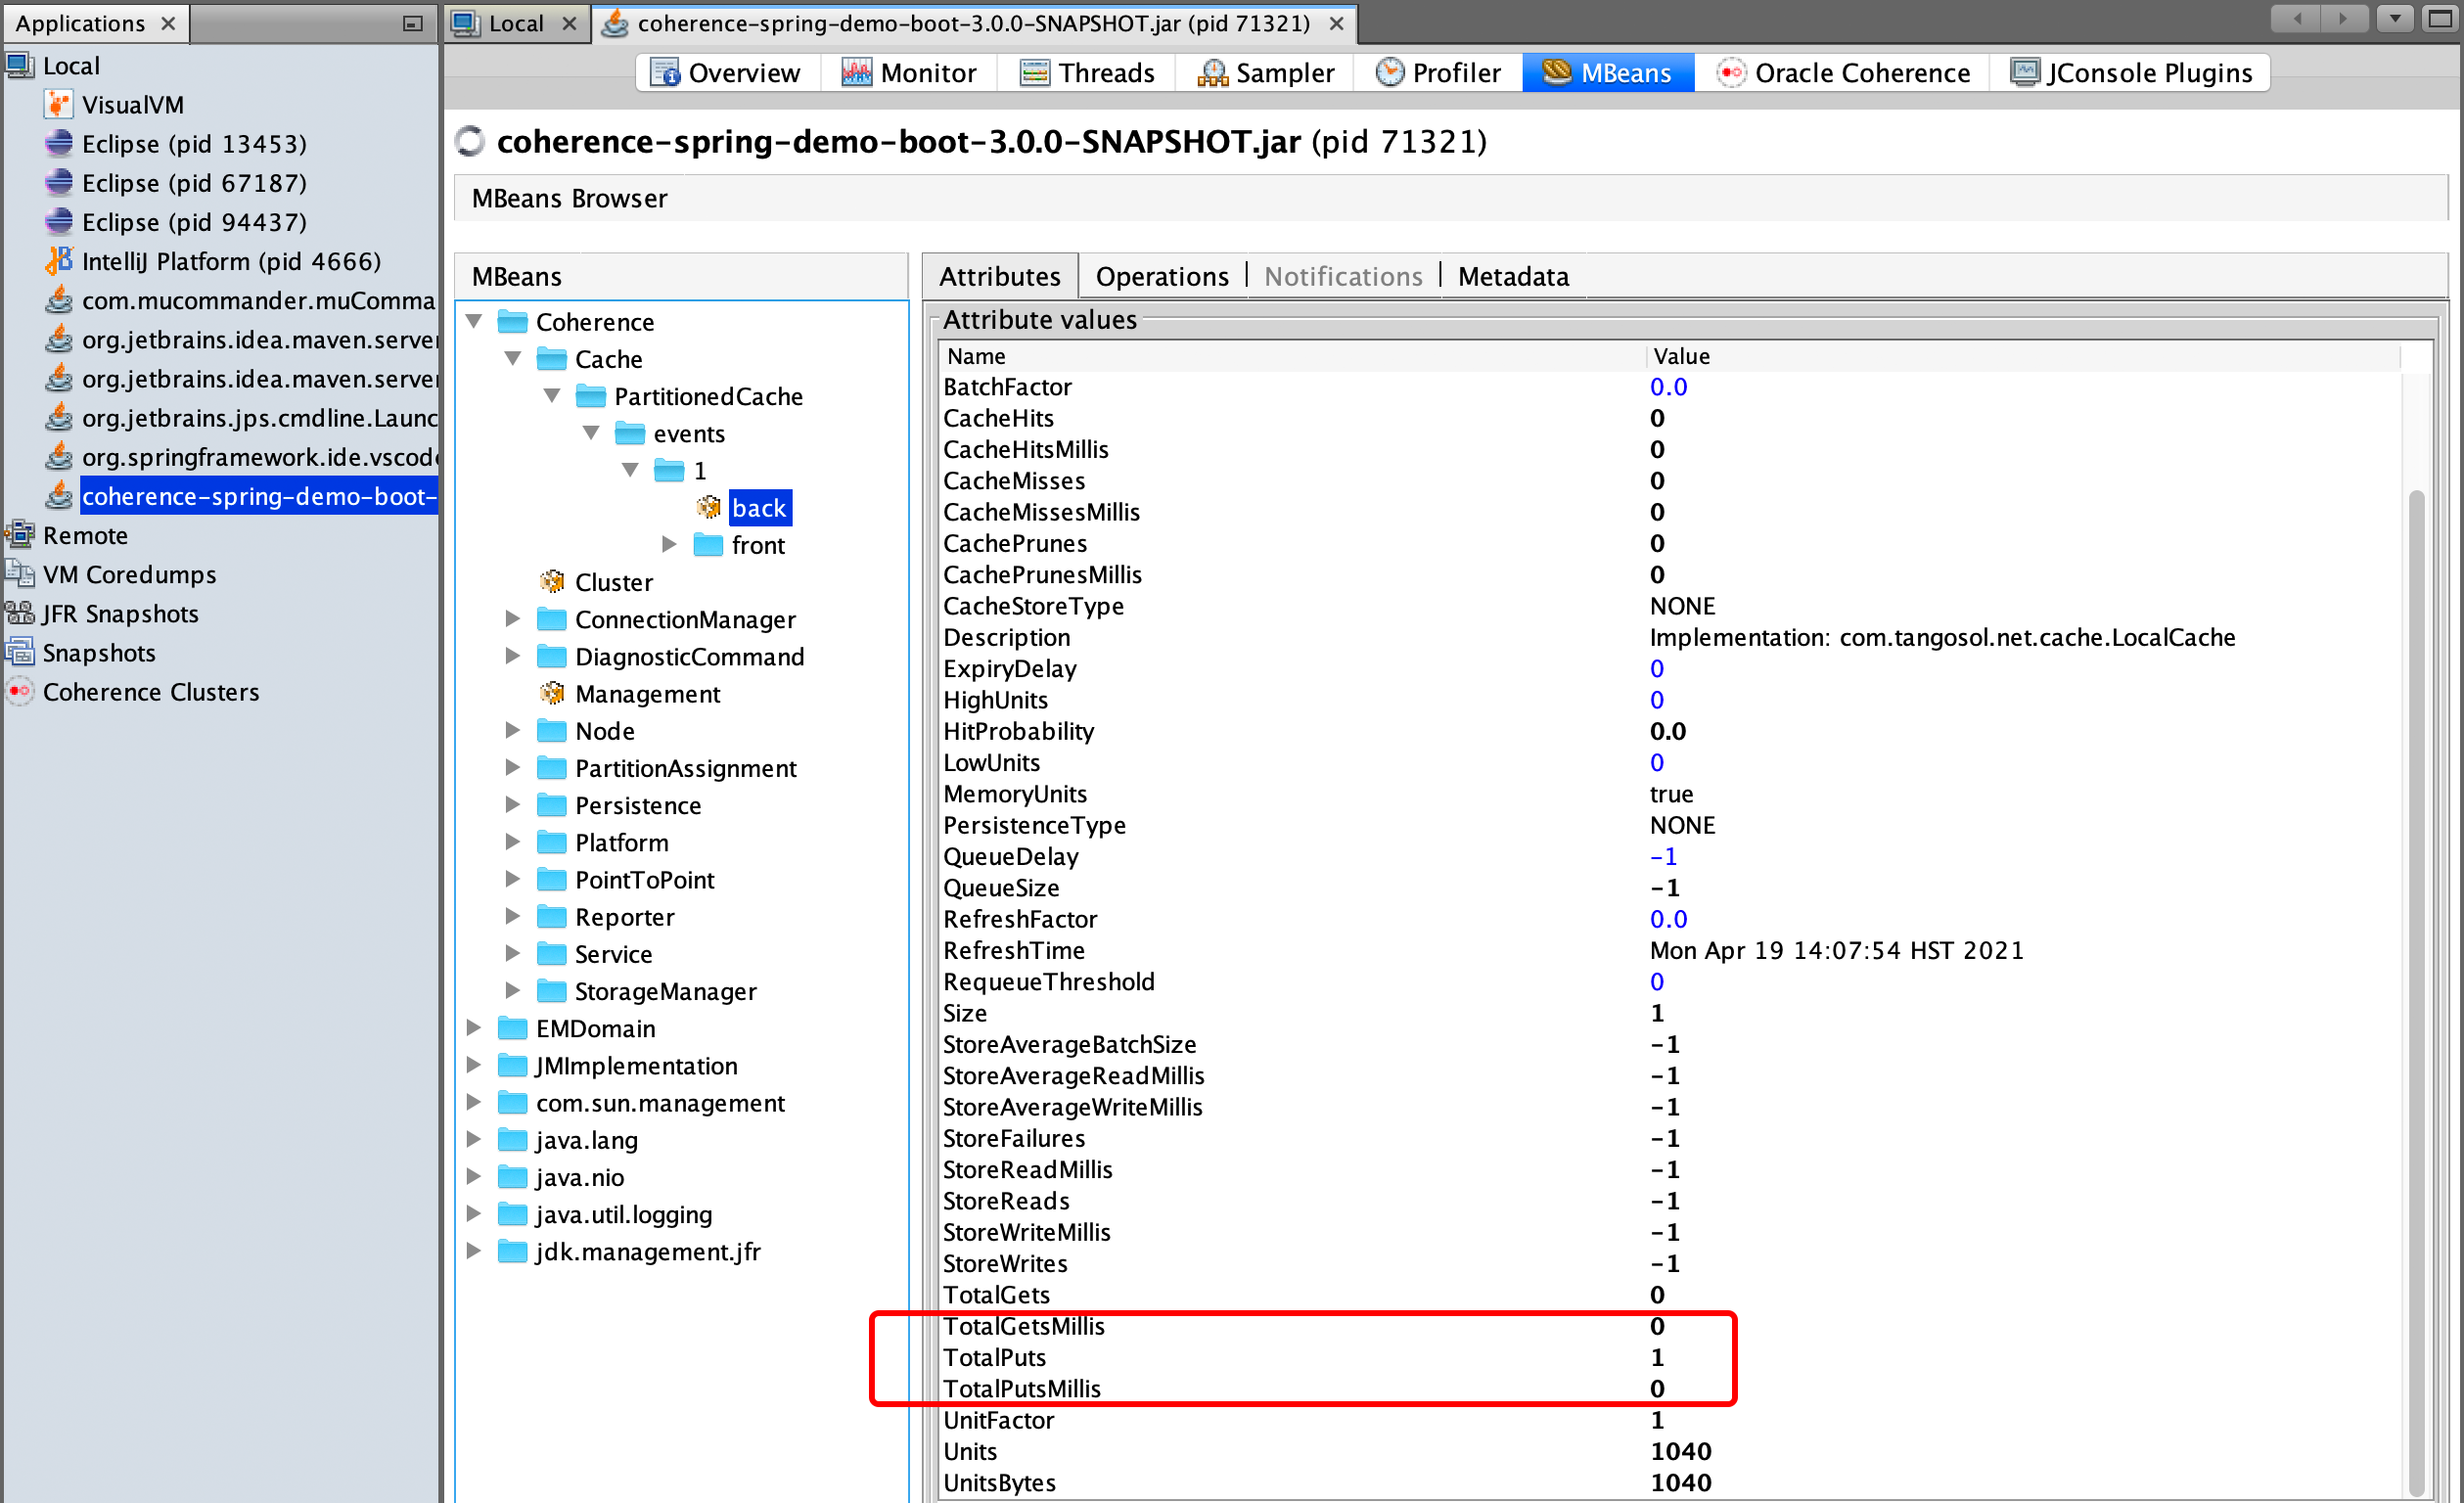 Applications
Local
coherence-spring-demo-boot-3.0.0-SNAPSHOT.jar (pid 71321)
Local
VisualVM
Eclipse (pid 13453)
Eclipse (pid 67187)
Eclipse (pid 94437)
IntelliJ Platform (pid 4666)
com.mucommander.muComma
org.jetbrains.idea.maven.server
org.jetbrains.idea.maven.server
org.jetbrains.jps.cmdline.Launc
org.springframework.ide.vscode
coherence-spring-demo-boot-
Remote
VM Coredumps
JFR Snapshots
Snapshots
Coherence Clusters
Overview
Monitor
Threads
Sampler
Profiler
MBeans
Oracle Coherence
JConsole Plugins
coherence-spring-demo-boot-3.0.0-SNAPSHOT.jar (pid 71321)
MBeans Browser
MBeans
Coherence
Cache
PartitionedCache
events
1
back
front
Cluster
ConnectionManager
DiagnosticCommand
Management
Node
PartitionAssignment
Persistence
Platform
PointToPoint
Reporter
Service
StorageManager
EMDomain
JMImplementation
com.sun.management
java.lang
java.nio
java.util.logging
jdk.management.jfr
Attributes
Operations
Notifications
Metadata
Attribute values
Name Value
BatchFactor 0.0
CacheHits 0
CacheHitsMillis 0
CacheMisses 0
CacheMissesMillis 0
CachePrunes 0
CachePrunesMillis 0
CacheStoreType NONE
Description Implementation: com.tangosol.net.cache.LocalCache
ExpiryDelay 0
HighUnits 0
HitProbability 0.0
LowUnits 0
MemoryUnits true
PersistenceType NONE
QueueDelay -1
QueueSize -1
RefreshFactor 0.0
RefreshTime Mon Apr 19 14:07:54 HST 2021
RequeueThreshold 0
Size 1
StoreAverageBatchSize -1
StoreAverageReadMillis -1
StoreAverageWriteMillis -1
StoreFailures -1
StoreReadMillis -1
StoreReads -1
StoreWriteMillis -1
StoreWrites -1
TotalGets 0
TotalGetsMillis 0
TotalPuts 1
TotalPutsMillis 0
UnitFactor 1
Units 1040
UnitsBytes 1040